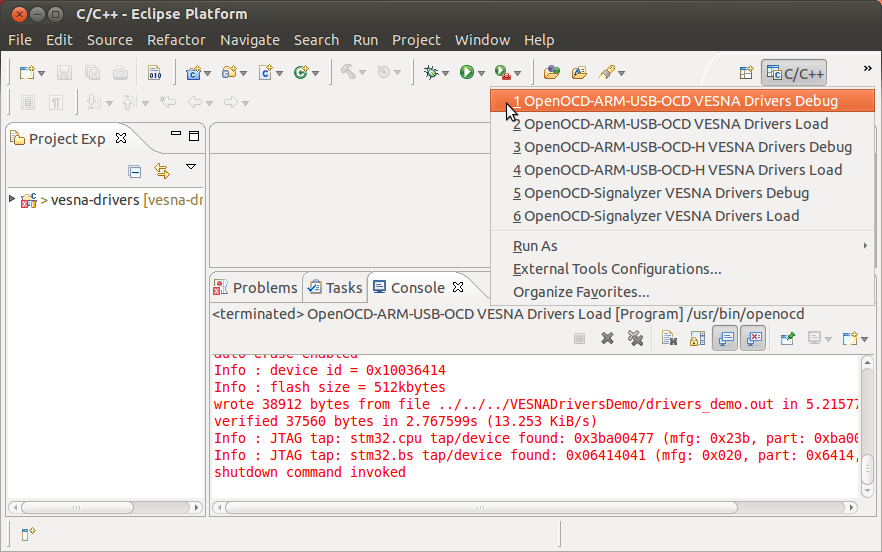 C/C++ - Eclipse Platform
File Edit Source Refactor Navigate Search Run Project Window Help
010
C/C++
»
1 OpenOCD-ARM-USB-OCD VESNA Drivers Debug
2 OpenOCD-ARM-USB-OCD VESNA Drivers Load
3 OpenOCD-ARM-USB-OCD-H VESNA Drivers Debug
4 OpenOCD-ARM-USB-OCD-H VESNA Drivers Load
5 OpenOCD-Signalyzer VESNA Drivers Debug
6 OpenOCD-Signalyzer VESNA Drivers Load
Run As
External Tools Configurations...
Organize Favorites...
Project Exp
> vesna-drivers [vesna-dr
Problems Tasks Console
<terminated> OpenOCD-ARM-USB-OCD VESNA Drivers Load [Program] /usr/bin/openocd
auto erase enabled
Info : device id = 0x10036414
Info : flash size = 512kbytes
wrote 38912 bytes from file ../../../VESNADriversDemo/drivers_demo.out in 5.21577
verified 37560 bytes in 2.767599s (13.253 KiB/s)
Info : JTAG tap: stm32.cpu tap/device found: 0x3ba00477 (mfg: 0x23b, part: 0xba00
Info : JTAG tap: stm32.bs tap/device found: 0x06414041 (mfg: 0x020, part: 0x6414,
shutdown command invoked